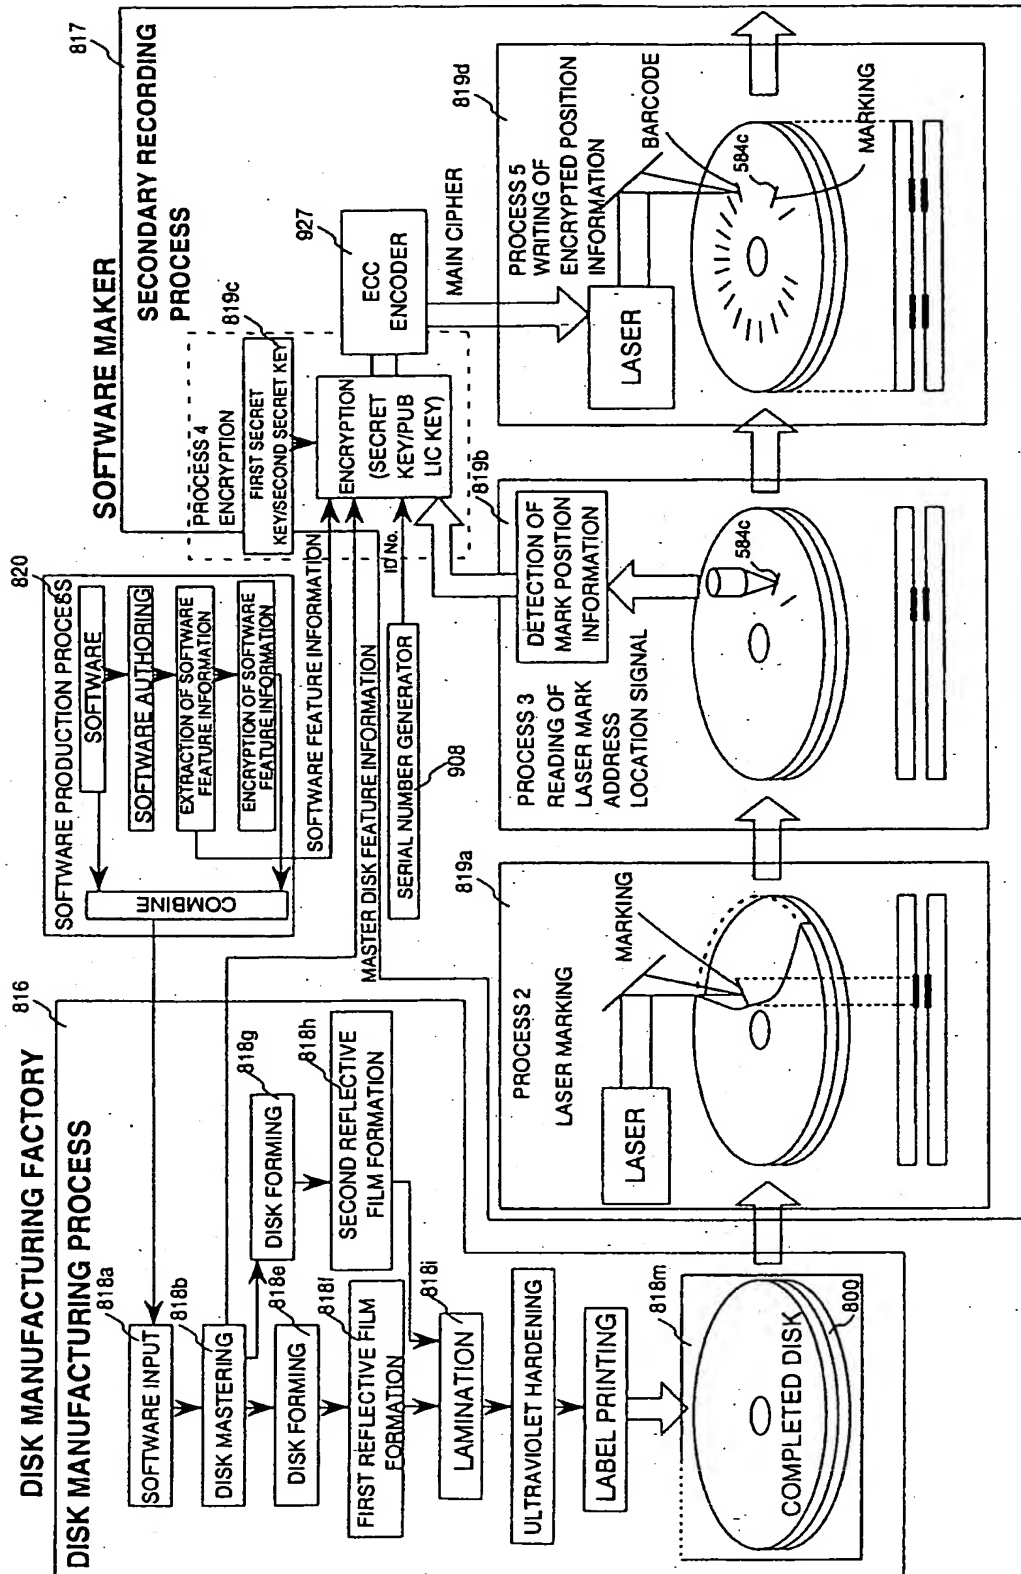 DISK MANUFACTURING FACTORY
816
DISK MANUFACTURING PROCESS
818a
SOFTWARE INPUT
818b
DISK MASTERING
818g
DISK FORMING
818e
DISK FORMING
818h
SECOND REFLECTIVE
FILM FORMATION
818f
FIRST REFLECTIVE FILM
FORMATION
818i
LAMINATION
ULTRAVIOLET HARDENING
LABEL PRINTING
818m
COMPLETED DISK
800
820
SOFTWARE PRODUCTION PROCESS
SOFTWARE
SOFTWARE AUTHORING
EXTRACTION OF SOFTWARE
FEATURE INFORMATION
ENCRYPTION OF SOFTWARE
FEATURE INFORMATION
COMBINE
SOFTWARE FEATURE INFORMATION
MASTER DISK FEATURE INFORMATION
ID No.
SERIAL NUMBER GENERATOR
908
SOFTWARE MAKER
817
SECONDARY RECORDING
PROCESS
819c
PROCESS 4
ENCRYPTION
FIRST SECRET
KEY/SECOND SECRET KEY
ENCRYPTION
(SECRET
KEY/PUB
LIC KEY)
927
ECC
ENCODER
MAIN CIPHER
819a
PROCESS 2
LASER MARKING
LASER
MARKING
819b
PROCESS 3
READING OF
LASER MARK
ADDRESS
LOCATION SIGNAL
DETECTION OF
MARK POSITION
INFORMATION
584c
819d
PROCESS 5
WRITING OF
ENCRYPTED POSITION
INFORMATION
LASER
BARCODE
584c
MARKING